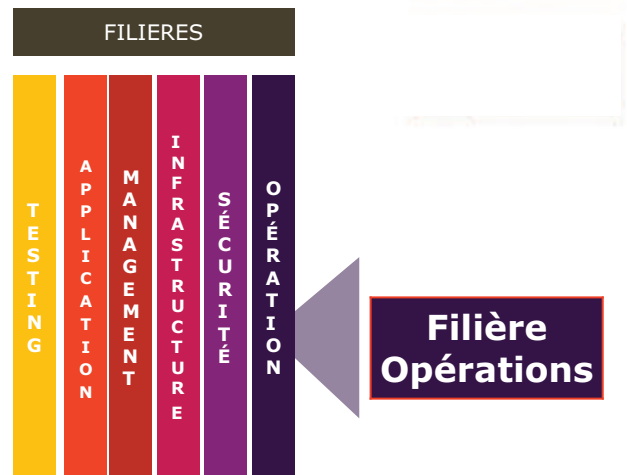 FILIERES
TESTING
APPLICATION
MANAGEMENT
INFRASTRUCTURE
SÉCURITÉ
OPÉRATION
Filière
Opérations